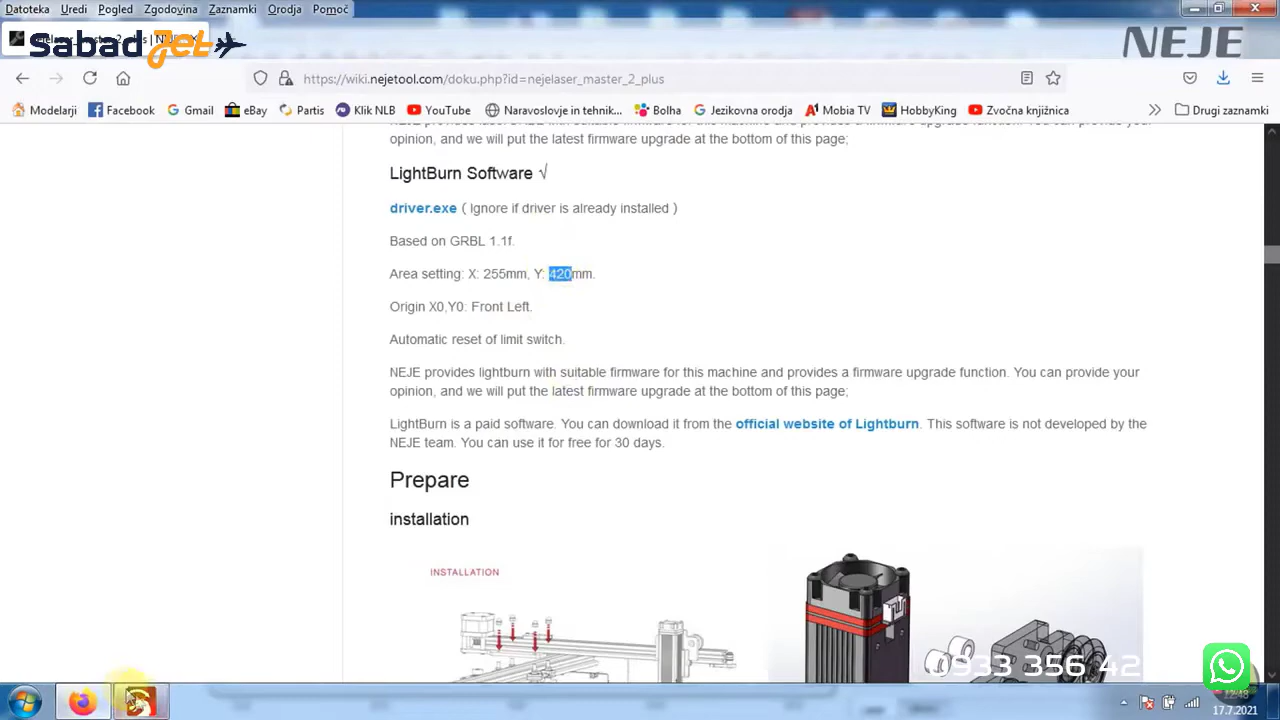 Datoteka Uredi Pogled Zgodovina Zaznamki Orodja Pomoč
SabadJet
NEJE
https://wiki.nejetool.com/doku.php?id=nejelaser_master_2_plus
Modelarji Facebook Gmail eBay Partis Klik NLB YouTube Naravoslovje in tehnik... Bolha Jezikovna orodja Mobia TV HobbyKing Zvočna knjižnica Drugi zaznamki
opinion, and we will put the latest firmware upgrade at the bottom of this page;
LightBurn Software √
driver.exe ( Ignore if driver is already installed )
Based on GRBL 1.1f.
Area setting: X: 255mm, Y: 420mm.
Origin X0,Y0: Front Left.
Automatic reset of limit switch.
NEJE provides lightburn with suitable firmware for this machine and provides a firmware upgrade function. You can provide your
opinion, and we will put the latest firmware upgrade at the bottom of this page;
LightBurn is a paid software. You can download it from the official website of Lightburn. This software is not developed by the
NEJE team. You can use it for free for 30 days.
Prepare
installation
INSTALLATION
933 356 42
12:48
17.7.2021